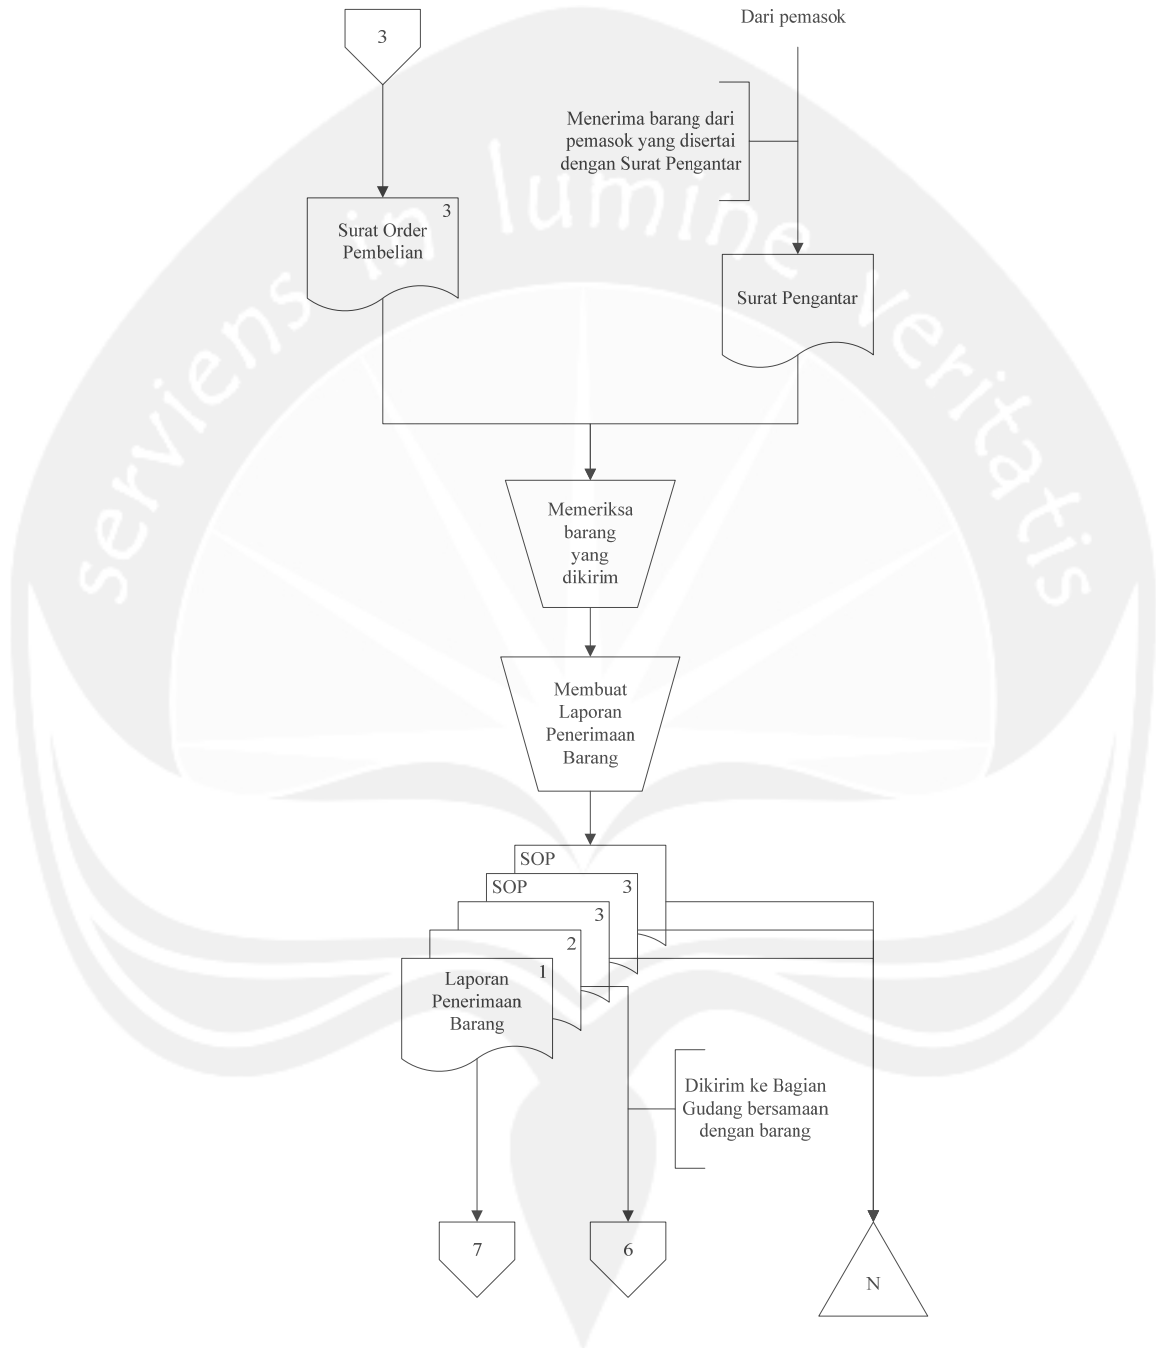 3
Dari pemasok
Menerima barang dari
pemasok yang disertai
dengan Surat Pengantar
3
Surat Order
Pembelian
Surat Pengantar
serviens in lumine veritatis
Memeriksa
barang
yang
dikirim
Membuat
Laporan
Penerimaan
Barang
SOP
SOP 3
3
2
1
Laporan
Penerimaan
Barang
Dikirim ke Bagian
Gudang bersamaan
dengan barang
7
6
N